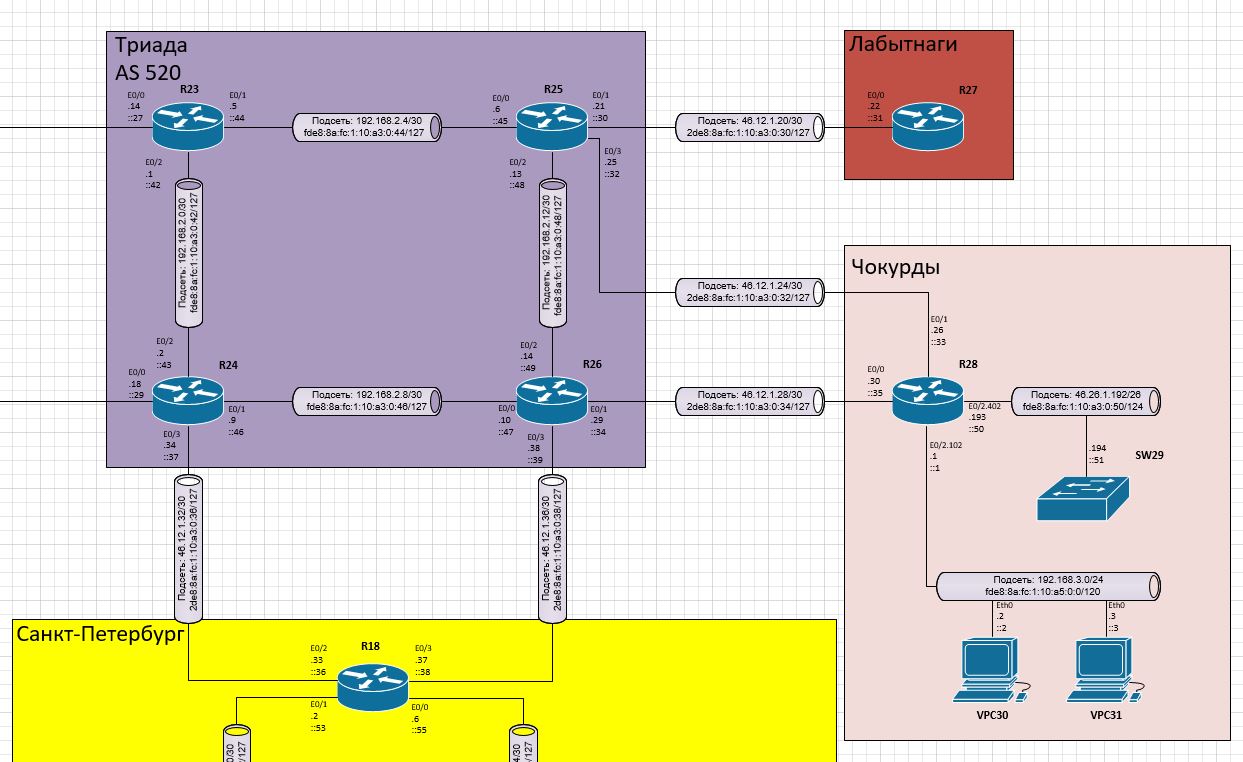 Триада
AS 520
R23
E0/0
.14
::27
E0/1
.5
::44
E0/2
.1
::42
Подсеть: 192.168.2.4/30
fde8:8a:fc:1:10:a3:0:44/127
R25
E0/0
.6
::45
E0/1
.21
::30
E0/3
.25
::32
E0/2
.13
::48
Подсеть: 46.12.1.20/30
2de8:8a:fc:1:10:a3:0:30/127
Лабытнаги
R27
E0/0
.22
::31
Подсеть: 192.168.2.0/30
fde8:8a:fc:1:10:a3:0:42/127
Подсеть: 192.168.2.12/30
fde8:8a:fc:1:10:a3:0:48/127
Подсеть: 46.12.1.24/30
2de8:8a:fc:1:10:a3:0:32/127
E0/2
.2
::43
R24
E0/0
.18
::29
E0/1
.9
::46
E0/3
.34
::37
Подсеть: 192.168.2.8/30
fde8:8a:fc:1:10:a3:0:46/127
E0/2
.14
::49
R26
E0/0
.10
::47
E0/1
.29
::34
E0/3
.38
::39
Подсеть: 46.12.1.28/30
2de8:8a:fc:1:10:a3:0:34/127
Чокурды
E0/1
.26
::33
R28
E0/0
.30
::35
E0/2.402
.193
::50
E0/2.102
.1
::1
Подсеть: 46.26.1.192/26
fde8:8a:fc:1:10:a3:0:50/124
.194
::51
SW29
Подсеть: 192.168.3.0/24
fde8:8a:fc:1:10:a5:0:0/120
Eth0
.2
::2
Eth0
.3
::3
VPC30
VPC31
Подсеть: 46.12.1.32/30
2de8:8a:fc:1:10:a3:0:36/127
Подсеть: 46.12.1.36/30
2de8:8a:fc:1:10:a3:0:38/127
Санкт-Петербург
R18
E0/2
.33
::36
E0/3
.37
::38
E0/1
.2
::53
E0/0
.6
::55
0/30
/127
4/30
/127